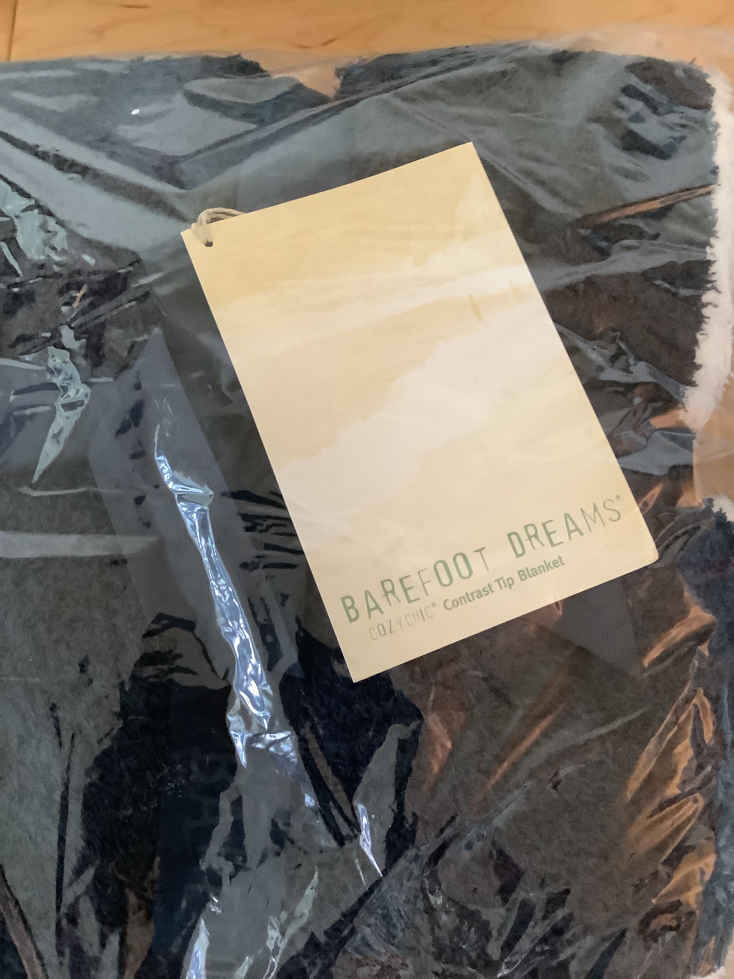 BAREFOOT DREAMS®
COZYCHIC® Contrast Tip Blanket